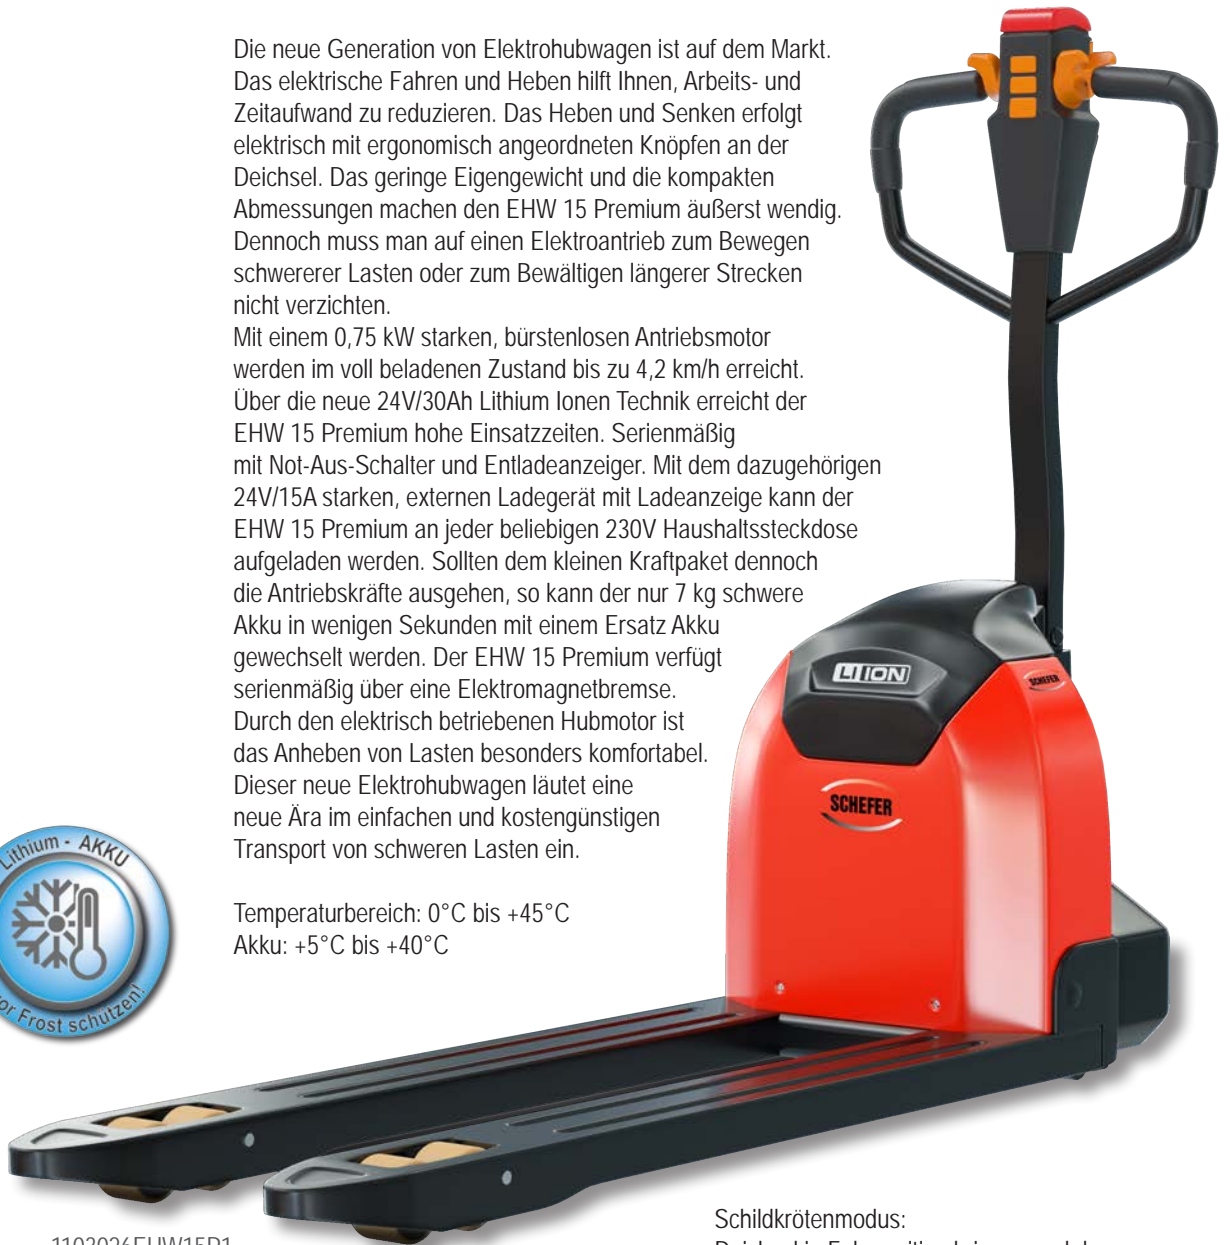 Die neue Generation von Elektrohubwagen ist auf dem Markt.
Das elektrische Fahren und Heben hilft Ihnen, Arbeits- und
Zeitaufwand zu reduzieren. Das Heben und Senken erfolgt
elektrisch mit ergonomisch angeordneten Knöpfen an der
Deichsel. Das geringe Eigengewicht und die kompakten
Abmessungen machen den EHW 15 Premium äußerst wendig.
Dennoch muss man auf einen Elektroantrieb zum Bewegen
schwererer Lasten oder zum Bewältigen längerer Strecken
nicht verzichten.
Mit einem 0,75 kW starken, bürstenlosen Antriebsmotor
werden im voll beladenen Zustand bis zu 4,2 km/h erreicht.
Über die neue 24V/30Ah Lithium Ionen Technik erreicht der
EHW 15 Premium hohe Einsatzzeiten. Serienmäßig
mit Not-Aus-Schalter und Entladeanzeiger. Mit dem dazugehörigen
24V/15A starken, externen Ladegerät mit Ladeanzeige kann der
EHW 15 Premium an jeder beliebigen 230V Haushaltssteckdose
aufgeladen werden. Sollten dem kleinen Kraftpaket dennoch
die Antriebskräfte ausgehen, so kann der nur 7 kg schwere
Akku in wenigen Sekunden mit einem Ersatz Akku
gewechselt werden. Der EHW 15 Premium verfügt
serienmäßig über eine Elektromagnetbremse.
Durch den elektrisch betriebenen Hubmotor ist
das Anheben von Lasten besonders komfortabel.
Dieser neue Elektrohubwagen läutet eine
neue Ära im einfachen und kostengünstigen
Transport von schweren Lasten ein.
Temperaturbereich: 0°C bis +45°C
Akku: +5°C bis +40°C
LI ION
SCHEFER
SCHEFER
Lithium - AKKU
or Frost schützen!
Schildkrötenmodus: